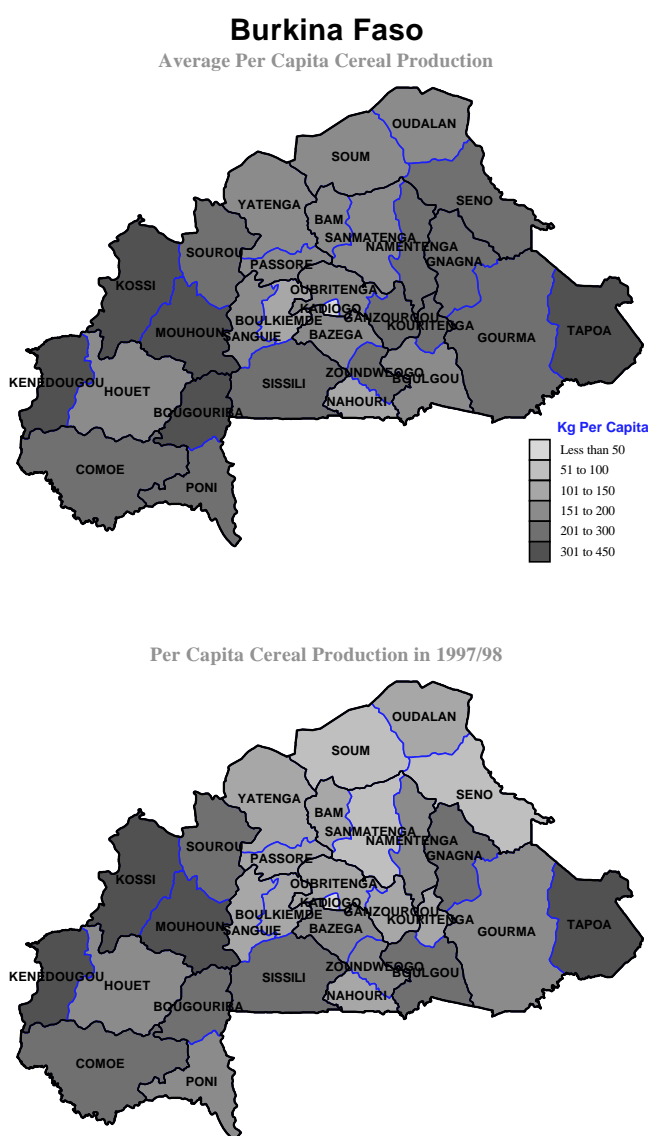 Burkina Faso
Average Per Capita Cereal Production
OUDALAN
SOUM
SENO
YATENGA
BAM
SANMATENGA
NAMENTENGA
SOUROU
PASSORE
GNAGNA
KOSSI
OUBRITENGA
KADIOGO
GANZOURGOU
BOULKIEMDE
KOURITENGA
MOUHOUN
SANGUIE
BAZEGA
GOURMA
TAPOA
ZOUNDWEOGO
BOULGOU
KENEDOUGOU
HOUET
SISSILI
NAHOURI
BOUGOURIBA
COMOE
PONI
Kg Per Capita
Less than 50
51 to 100
101 to 150
151 to 200
201 to 300
301 to 450
Per Capita Cereal Production in 1997/98
OUDALAN
SOUM
SENO
YATENGA
BAM
SANMATENGA
NAMENTENGA
SOUROU
PASSORE
GNAGNA
KOSSI
OUBRITENGA
KADIOGO
GANZOURGOU
BOULKIEMDE
KOURITENGA
MOUHOUN
SANGUIE
BAZEGA
GOURMA
TAPOA
ZOUNDWEOGO
BOULGOU
KENEDOUGOU
HOUET
SISSILI
NAHOURI
BOUGOURIBA
COMOE
PONI